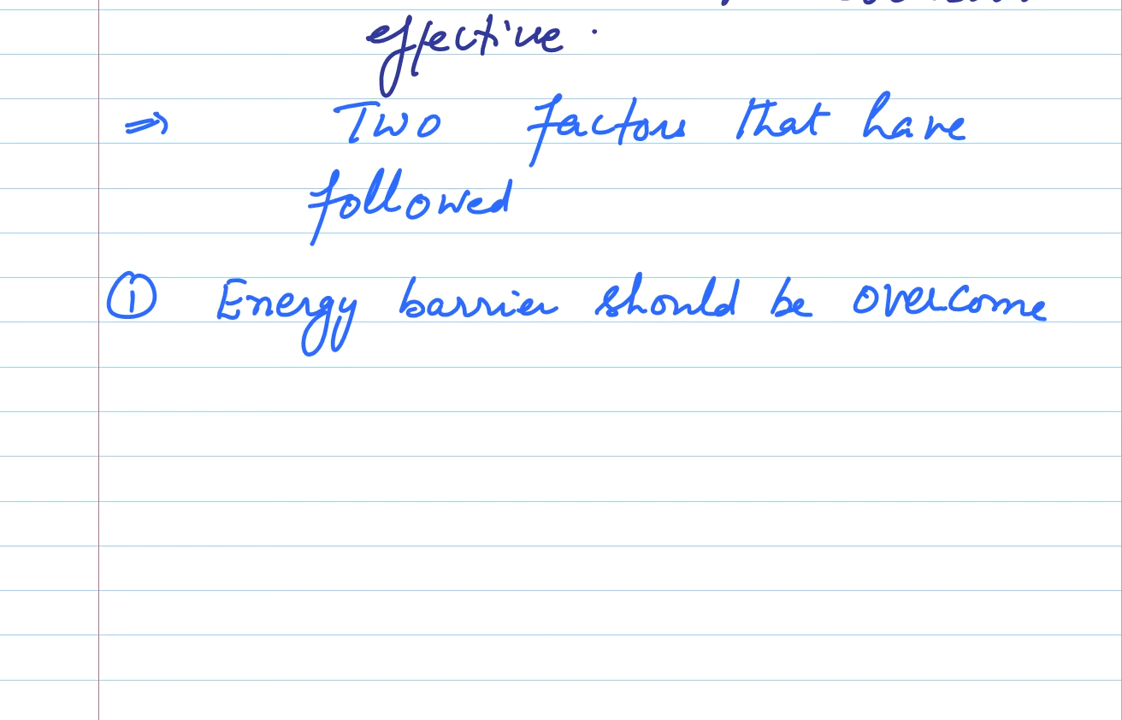 effective.
⇒ Two factors that have
followed
① Energy barrier should be overcome